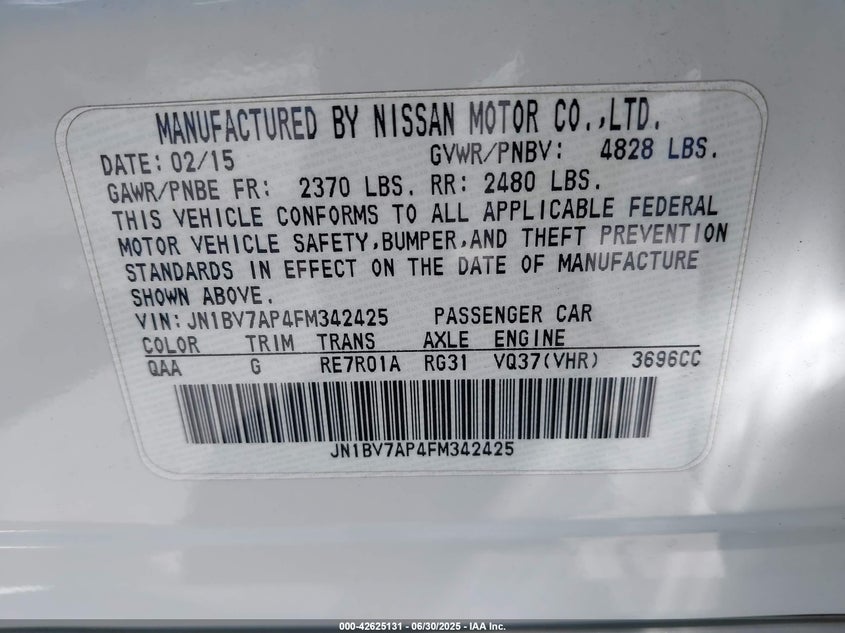 MANUFACTURED BY NISSAN MOTOR CO.,LTD.
DATE: 02/15 GVWR/PNBV: 4828 LBS.
GAWR/PNBE FR: 2370 LBS. RR: 2480 LBS.
THIS VEHICLE CONFORMS TO ALL APPLICABLE FEDERAL
MOTOR VEHICLE SAFETY,BUMPER,AND THEFT PREVENTION
STANDARDS IN EFFECT ON THE DATE OF MANUFACTURE
SHOWN ABOVE.
VIN: JN1BV7AP4FM342425 PASSENGER CAR
COLOR TRIM TRANS AXLE ENGINE
QAA G RE7R01A RG31 VQ37(VHR) 3696CC
JN1BV7AP4FM342425
000-42625131 - 06/30/2025 - IAA Inc.